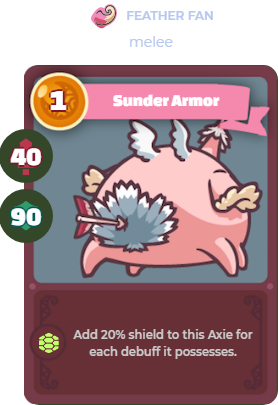 FEATHER FAN
melee
1
Sunder Armor
40
90
Add 20% shield to this Axie for
each debuff it possesses.